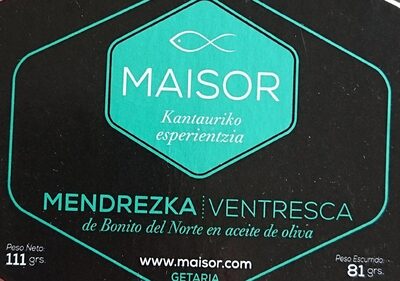 MAISOR
Kantauriko
esperientzia
MENDREZKA VENTRESCA
de Bonito del Norte en aceite de oliva
Peso Neto:
111 grs.
www.maisor.com
Peso Escurrido:
81 grs.
GETARIA